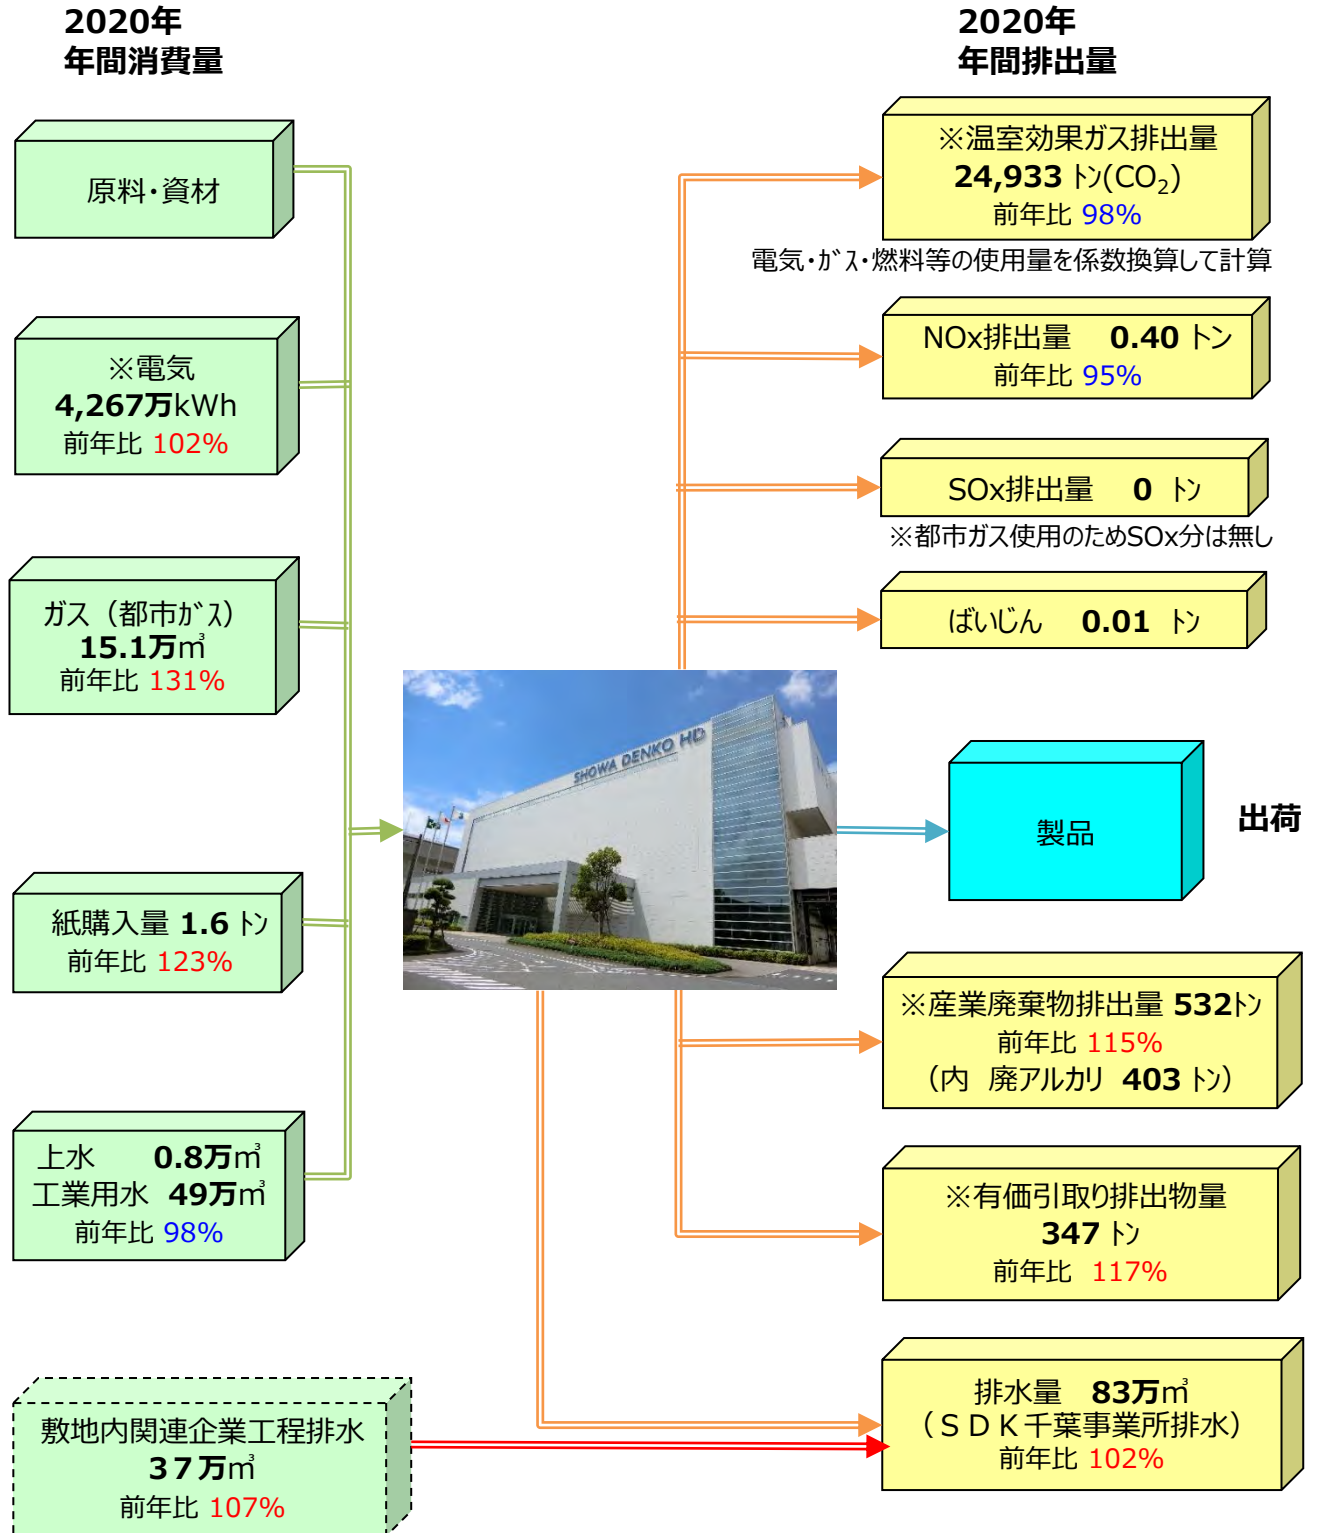 2020年
年間消費量
原料・資材
※電気
4,267万kWh
前年比 102%
ガス（都市ｶﾞｽ）
15.1万㎥
前年比 131%
紙購入量 1.6 ﾄﾝ
前年比 123%
上水 0.8万㎥
工業用水 49万㎥
前年比 98%
敷地内関連企業工程排水
３７万㎥
前年比 107%
SHOWA DENKO HD
2020年
年間排出量
※温室効果ガス排出量
24,933 ﾄﾝ(CO₂)
前年比 98%
電気・ｶﾞｽ・燃料等の使用量を係数換算して計算
NOx排出量 0.40 ﾄﾝ
前年比 95%
SOx排出量 0 ﾄﾝ
※都市ガス使用のためSOx分は無し
ばいじん 0.01 ﾄﾝ
製品
出荷
※産業廃棄物排出量 532ﾄﾝ
前年比 115%
（内 廃アルカリ 403 ﾄﾝ）
※有価引取り排出物量
347 ﾄﾝ
前年比 117%
排水量 83万㎥
（ＳＤＫ千葉事業所排水）
前年比 102%